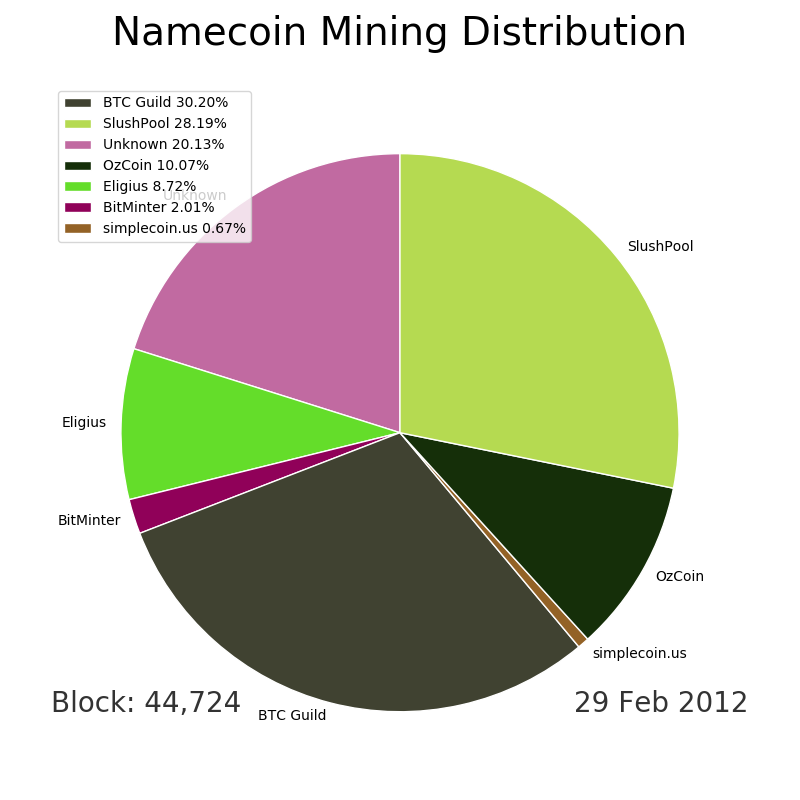 Namecoin Mining Distribution
BTC Guild 30.20%
SlushPool 28.19%
Unknown 20.13%
OzCoin 10.07%
Eligius 8.72%
BitMinter 2.01%
simplecoin.us 0.67%
Unknown
SlushPool
Eligius
BitMinter
OzCoin
simplecoin.us
BTC Guild
Block: 44,724
29 Feb 2012